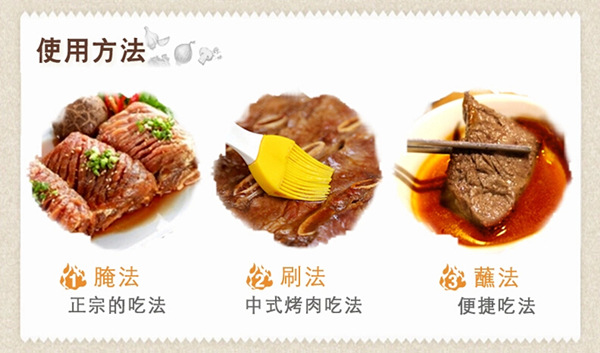 使用方法
1 腌法
正宗的吃法
2 刷法
中式烤肉吃法
3 蘸法
便捷吃法